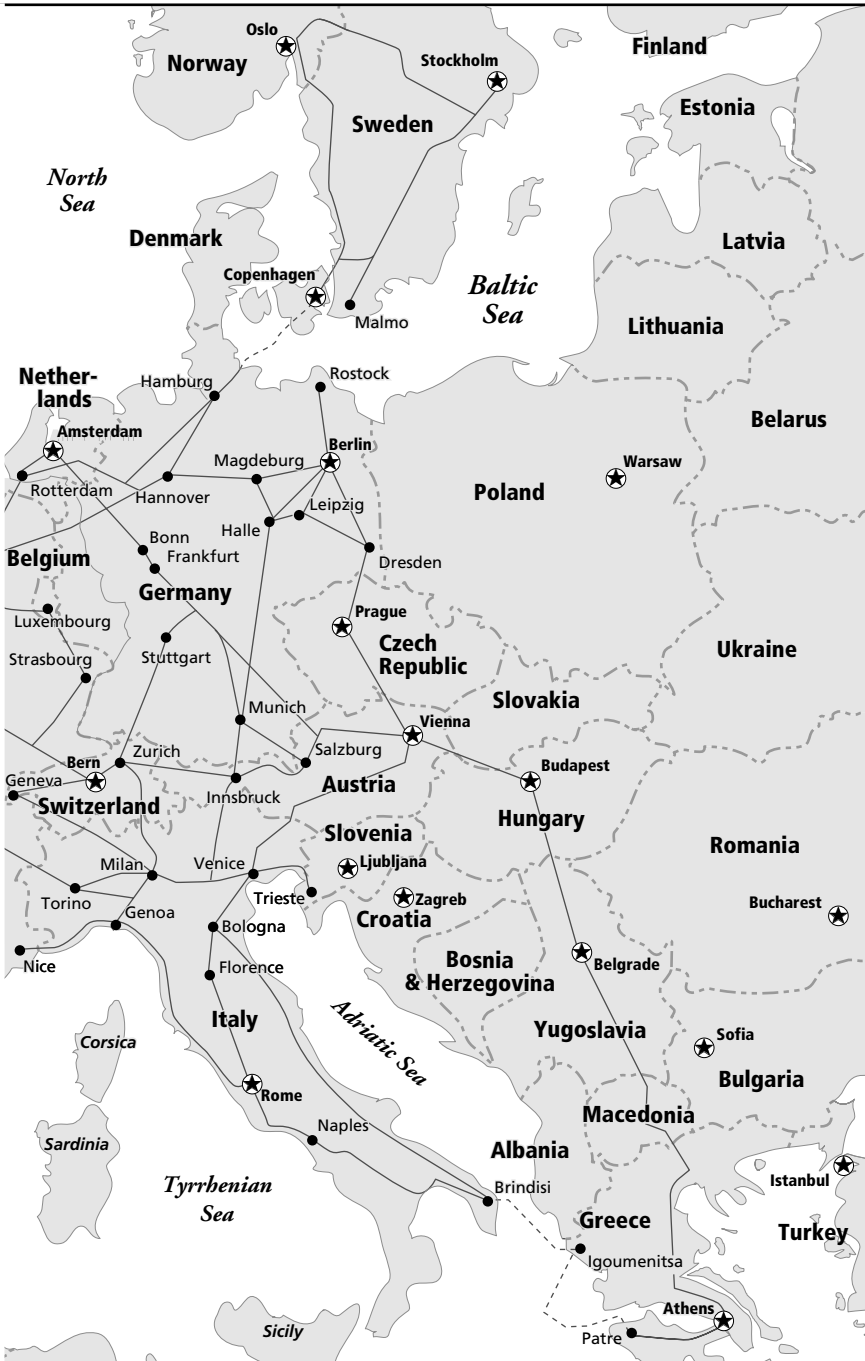 Oslo
Norway
Stockholm
Finland
Estonia
Sweden
North
Sea
Denmark
Latvia
Copenhagen
Baltic
Sea
Malmo
Lithuania
Nether-
lands
Hamburg
Rostock
Belarus
Amsterdam
Berlin
Magdeburg
Warsaw
Rotterdam
Hannover
Poland
Leipzig
Halle
Bonn
Frankfurt
Belgium
Dresden
Germany
Luxembourg
Prague
Czech
Republic
Ukraine
Strasbourg
Stuttgart
Slovakia
Munich
Vienna
Zurich
Salzburg
Bern
Budapest
Geneva
Switzerland
Innsbruck
Austria
Hungary
Slovenia
Romania
Milan
Venice
Ljubljana
Torino
Trieste
Zagreb
Genoa
Croatia
Bucharest
Bologna
Nice
Florence
Bosnia
& Herzegovina
Belgrade
Italy
Adriatic Sea
Yugoslavia
Sofia
Corsica
Bulgaria
Rome
Macedonia
Naples
Sardinia
Albania
Istanbul
Tyrrhenian
Sea
Brindisi
Greece
Turkey
Igoumenitsa
Athens
Sicily
Patre